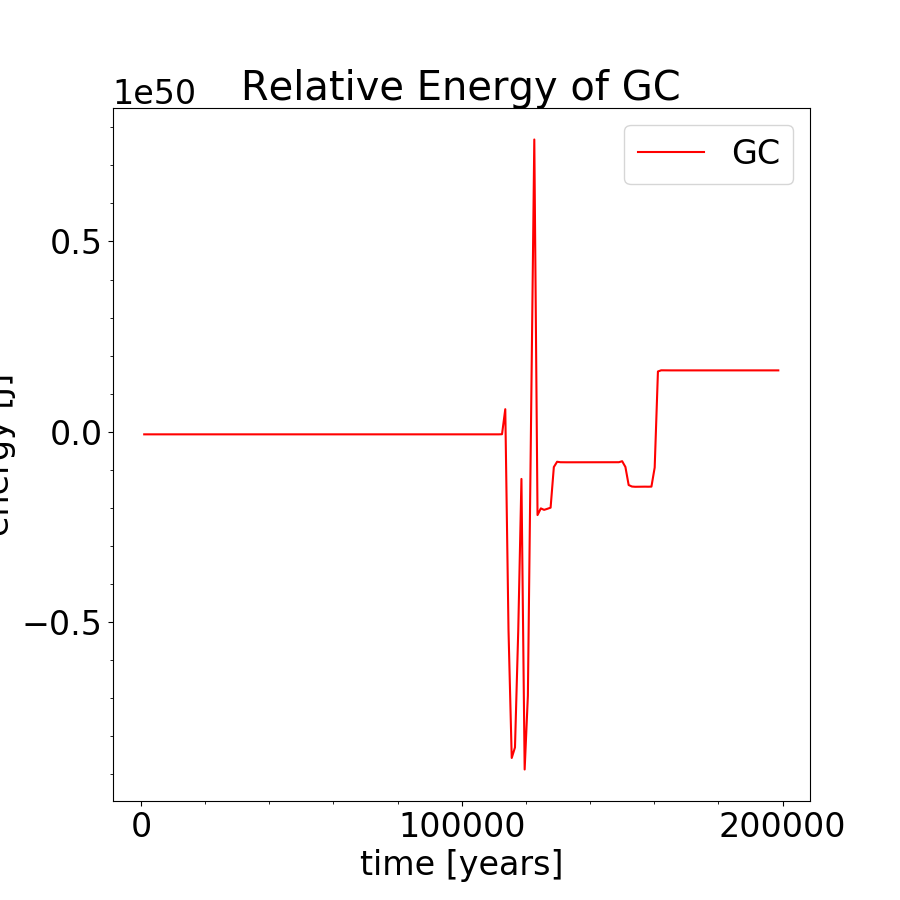 1e50
Relative Energy of GC
GC
0.5
0.0
−0.5
energy [J]
0
100000
200000
time [years]